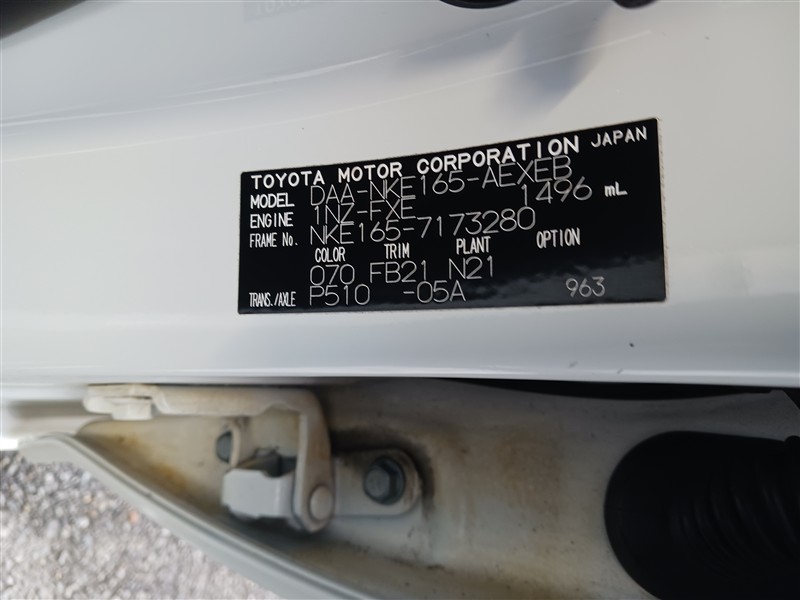 TOYOTA MOTOR CORPORATION JAPAN
MODEL DAA-NKE165-AEXEB
ENGINE 1NZ-FXE 1496 mL
FRAME No. NKE165-7173280
COLOR TRIM PLANT OPTION
070 FB21 N21
TRANS./AXLE P510 -05A 963